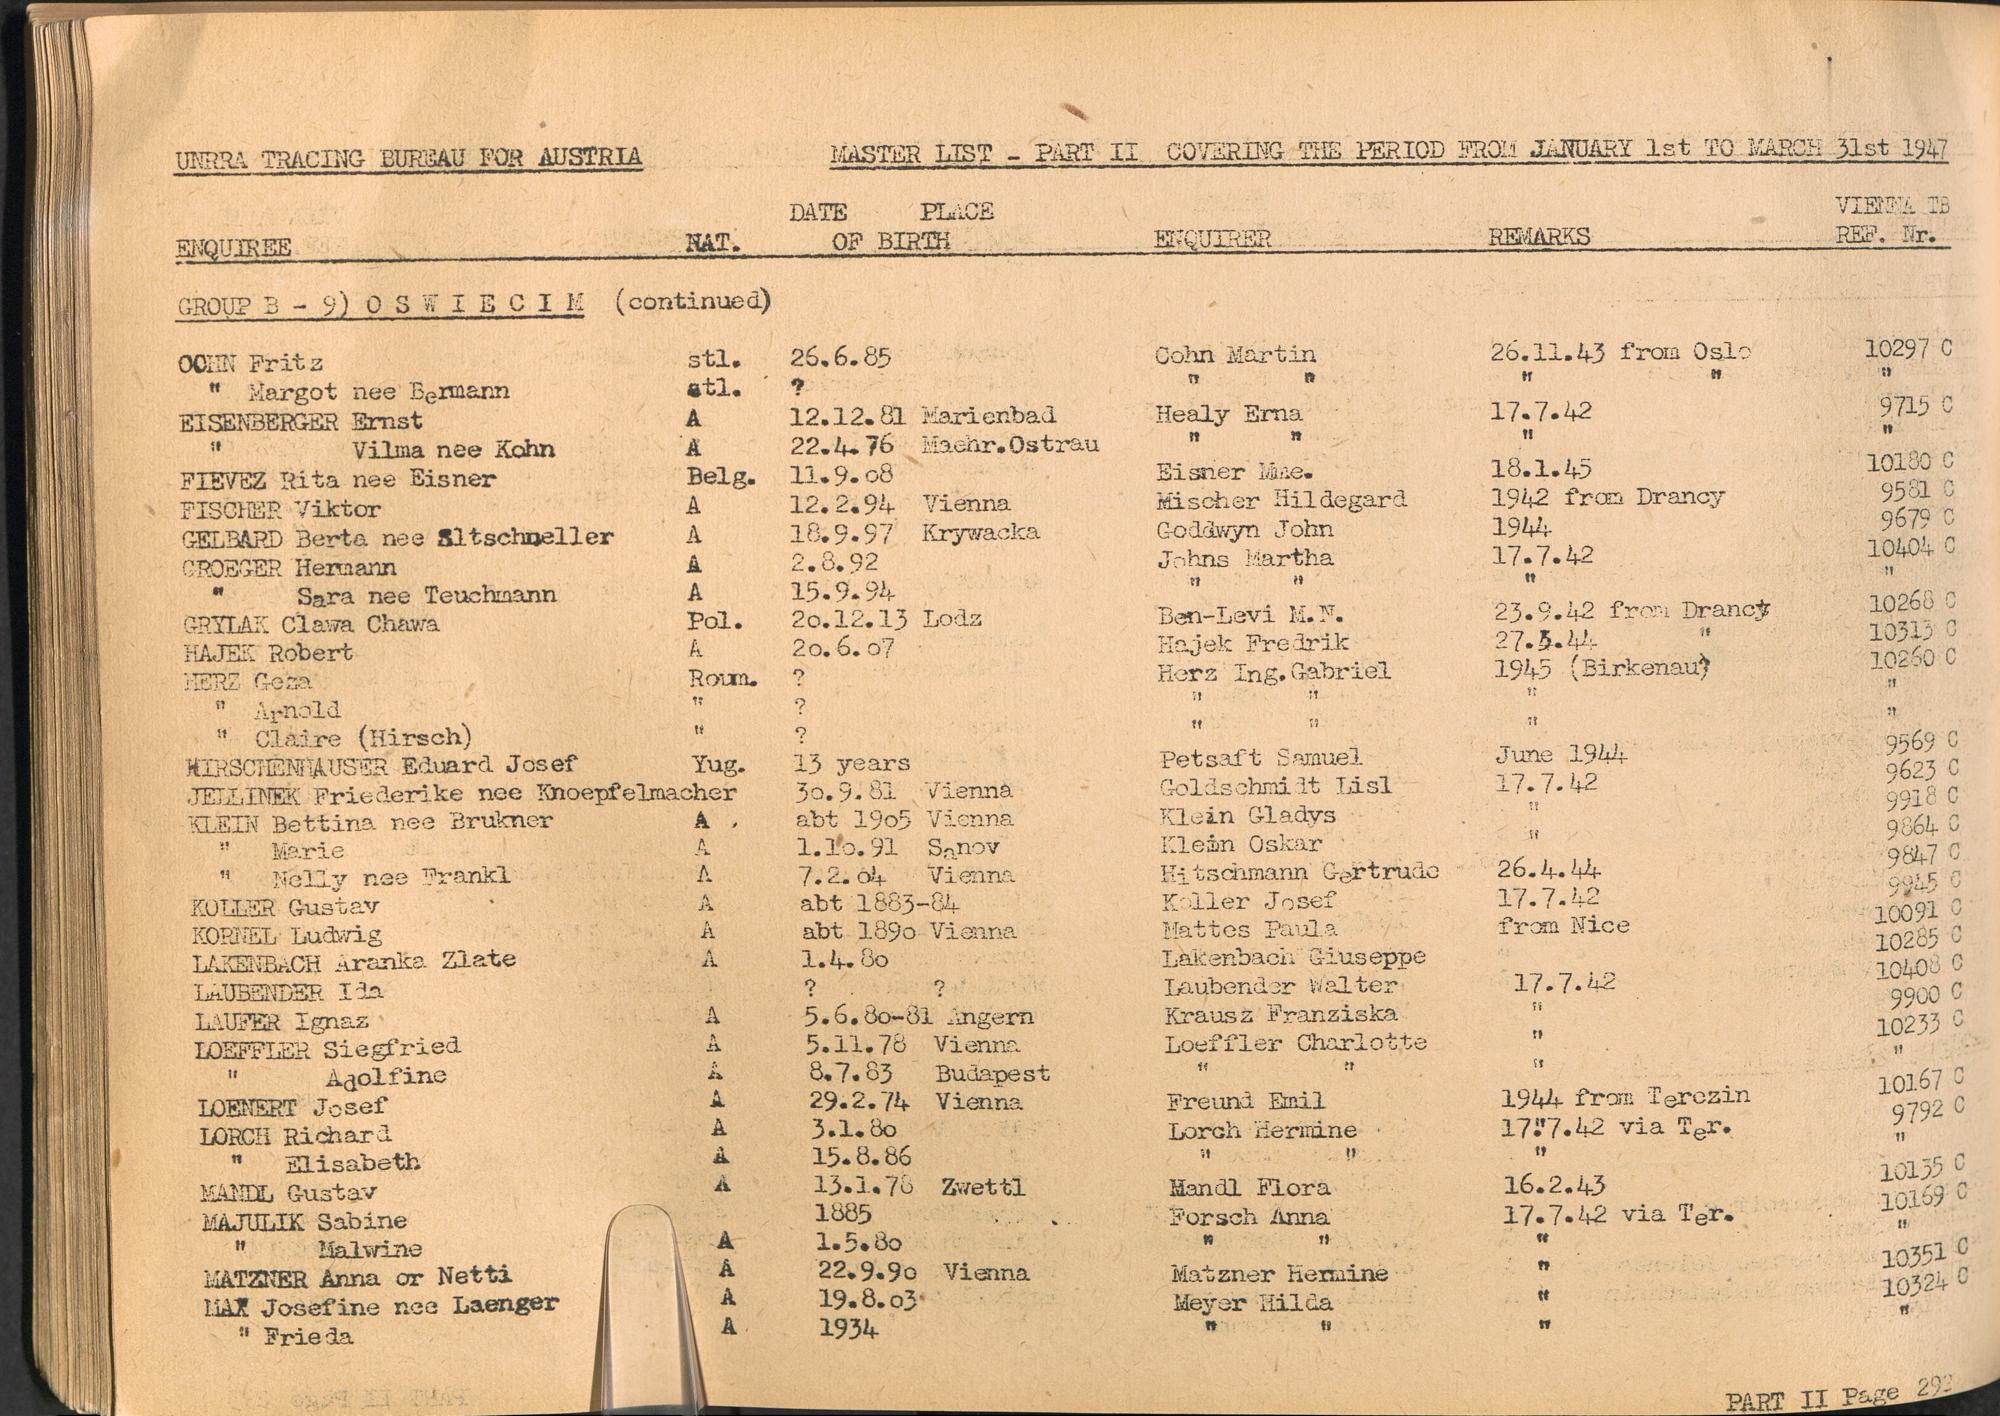 UNRRA TRACING BUREAU FOR AUSTRIA MASTER LIST - PART II COVERING THE PERIOD FROM JANUARY 1st TO MARCH 31st 1947
DATE PLACE VIENNA TB
ENQUIREE NAT. OF BIRTH ENQUIRER REMARKS REF. Nr.
GROUP B - 9) O S W I E C I M (continued)
COHN Fritz stl. 26.6.85 Cohn Martin 26.11.43 from Oslo 10297 C
" Margot nee Bermann stl. ? " " " " "
EISENBERGER Ernst A 12.12.81 Marienbad Healy Erna 17.7.42 9715 C
" Vilma nee Kohn A 22.4.76 Maehr.Ostrau " " " "
FIEVEZ Rita nee Eisner Belg. 11.9.08 Eisner Mme. 18.1.45 10180 C
FISCHER Viktor A 12.2.94 Vienna Mischer Hildegard 1942 from Drancy 9581 C
GELBARD Berta nee Sltschneller A 18.9.97 Krywacka Goddwyn John 1944 9679 C
GROEGER Hermann A 2.8.92 Johns Martha 17.7.42 10404 C
" Sara nee Teuchmann A 15.9.94 " " " "
GRYLAK Clawa Chawa Pol. 20.12.13 Lodz Ben-Levi M.N. 23.9.42 from Drancy 10268 C
HAJEK Robert A 20.6.07 Hajek Fredrik 27.5.44 " 10313 C
HERZ Geza Roum. ? Herz Ing.Gabriel 1945 (Birkenau) 10260 C
" Arnold " ? " " " "
" Claire (Hirsch) " ? " " " "
HIRSCHENHAUSER Eduard Josef Yug. 13 years Petsaft Samuel June 1944 9569 C
JELLINEK Friederike nee Knoepfelmacher 30.9.81 Vienna Goldschmidt Lisl 17.7.42 9623 C
KLEIN Bettina nee Brukner A abt 1905 Vienna Klein Gladys " 9918 C
" Marie A 1.10.91 Sanov Klein Oskar " 9864 C
" Nelly nee Frankl A 7.2.04 Vienna Hitschmann Gertrude 26.4.44 9847 C
KOLLER Gustav A abt 1883-84 Koller Josef 17.7.42 9945 C
KORNEL Ludwig A abt 1890 Vienna Mattes Paula from Nice 10091 C
LAKENBACH Aranka Zlate A 1.4.80 Lakenbach Giuseppe 10285 C
LAUBENDER Ida ? ? Laubender Walter 17.7.42 10408 C
LAUFER Ignaz A 5.6.80-81 Angern Krausz Franziska " 9900 C
LOEFFLER Siegfried A 5.11.78 Vienna Loeffler Charlotte " 10233 C
" Adolfine A 8.7.83 Budapest " " " "
LOENERT Josef A 29.2.74 Vienna Freund Emil 1944 from Terezin 10167 C
LORCH Richard A 3.1.80 Lorch Hermine 17.7.42 via Ter. 9792 C
" Elisabeth A 15.8.86 " " " "
MANDL Gustav A 13.1.78 Zwettl Mandl Flora 16.2.43 10135 C
MAJULIK Sabine 1885 Forsch Anna 17.7.42 via Ter. 10169 C
" Malwine A 1.5.80 " " " "
MATZNER Anna or Netti A 22.9.90 Vienna Matzner Hermine " 10351 C
MAX Josefine nee Laenger A 19.8.03 Meyer Hilda " 10324 C
" Frieda A 1934 " " " "
PART II Page